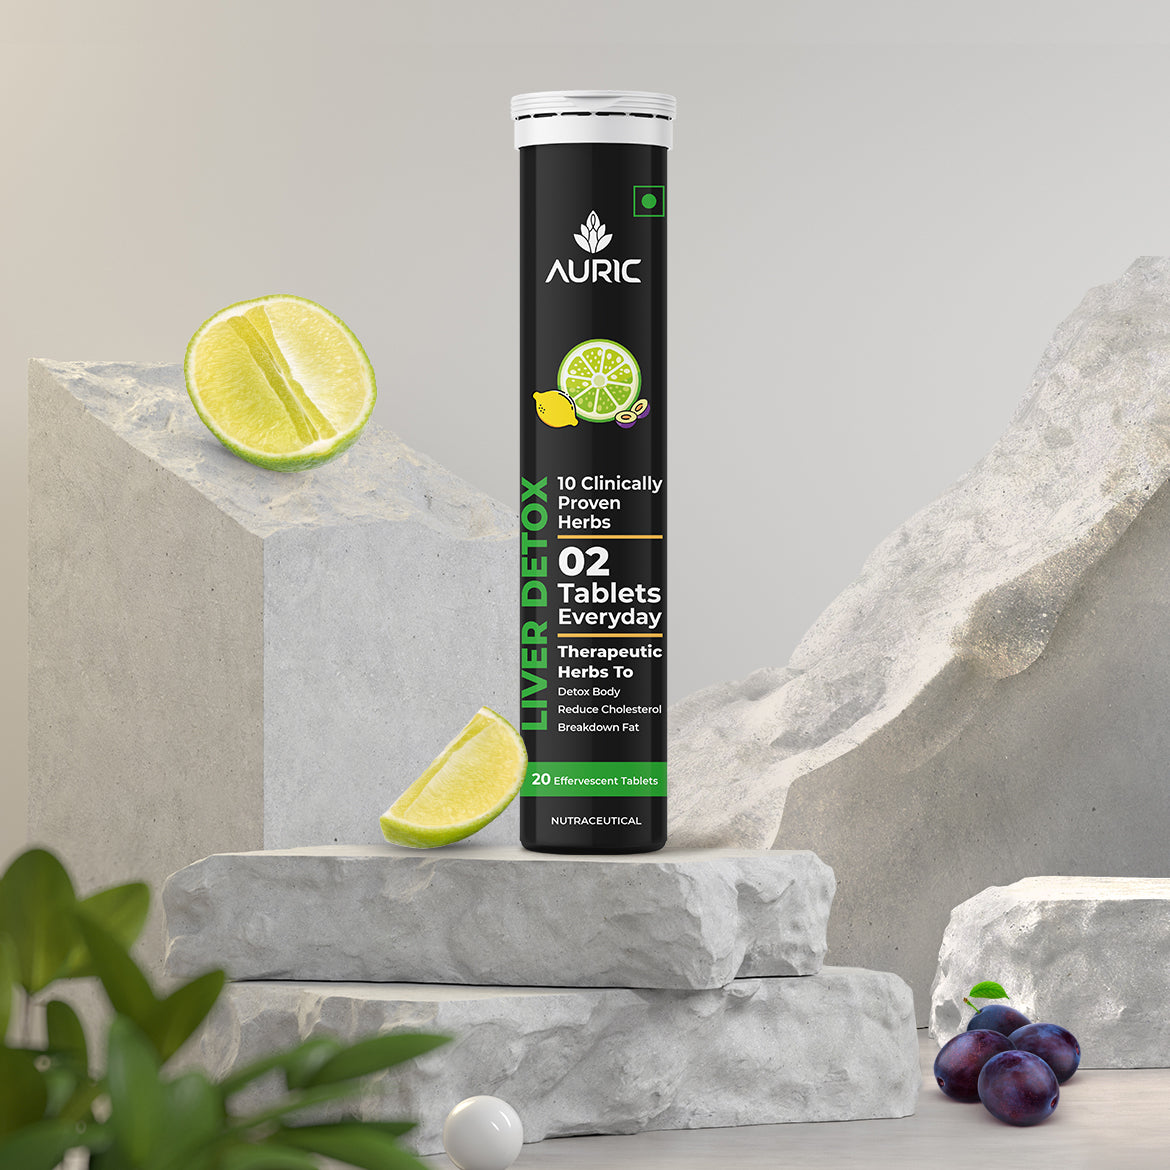 AURIC
LIVER DETOX
10 Clinically
Proven
Herbs
02
Tablets
Everyday
Therapeutic
Herbs To
Detox Body
Reduce Cholesterol
Breakdown Fat
20 Effervescent Tablets
NUTRACEUTICAL